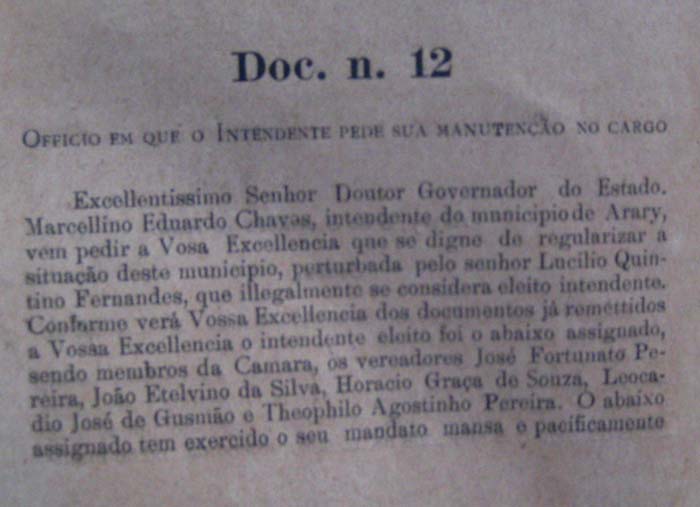 Doc. n. 12
OFFICIO EM QUE O INTENDENTE PEDE SUA MANUTENÇÃO NO CARGO
Excellentissimo Senhor Doutor Governador do Estado.
Marcellino Eduardo Chaves, intendente do municipio de Arary,
vem pedir a Vosa Excellencia que se digne de regularizar a
situação deste municipio, perturbada pelo senhor Lucilio Quin-
tino Fernandes, que illegalmente se considera eleito intendente.
Conforme verá Vossa Excellencia dos documentos já remettidos
a Vossa Excellencia o intendente eleito foi o abaixo assignado,
sendo membros da Camara, os vereadores José Fortunato Pe-
reira, João Etelvino da Silva, Horacio Graça de Souza, Leoca-
dio José de Gusmão e Theophilo Agostinho Pereira. O abaixo
assignado tem exercido o seu mandato mansa e pacificamente